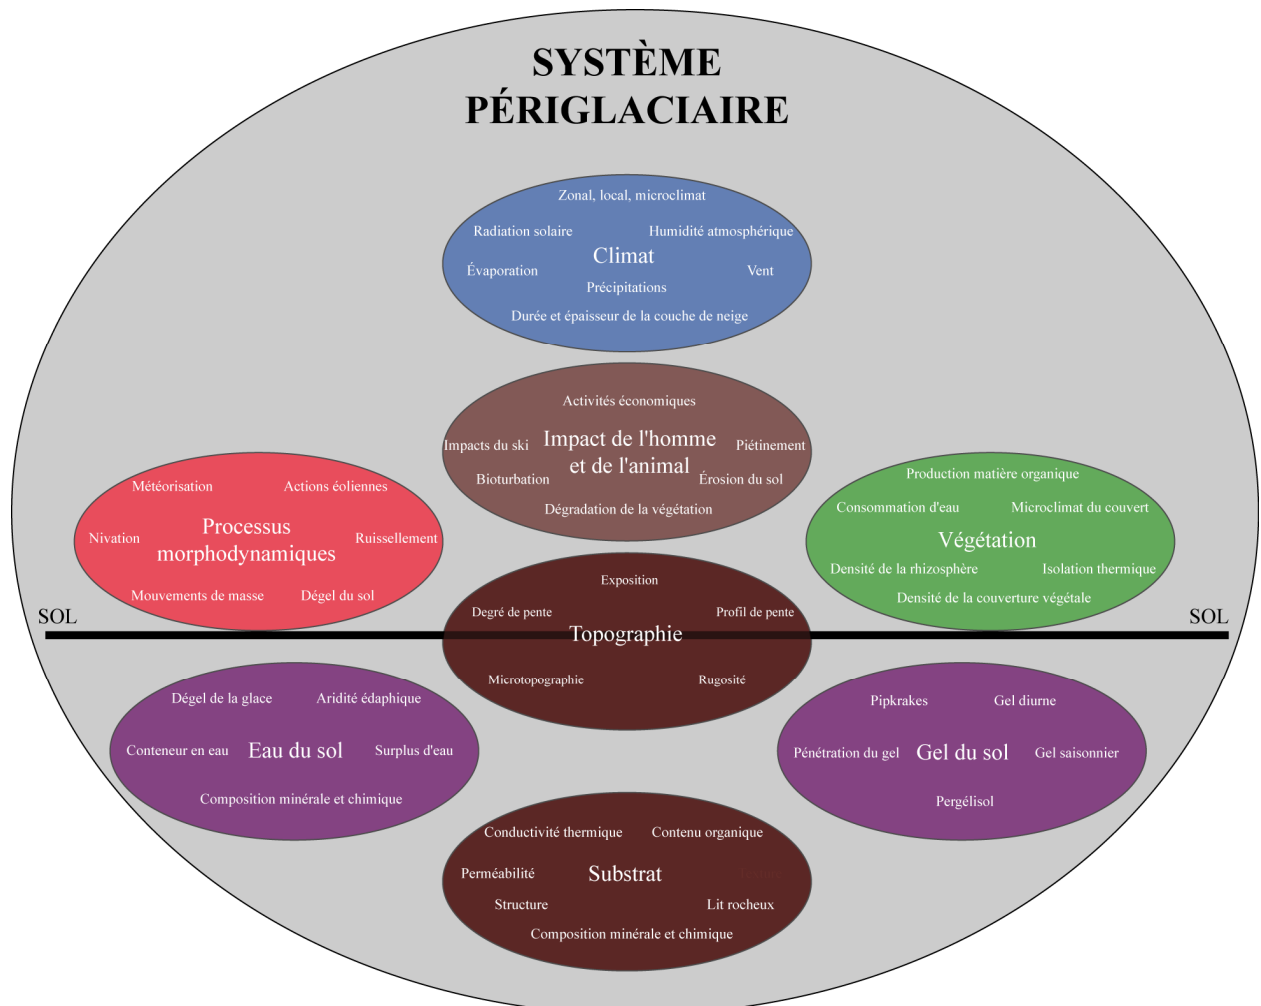 SYSTÈME
PÉRIGLACIAIRE
Zonal, local, microclimat
Radiation solaire
Humidité atmosphérique
Climat
Évaporation
Vent
Précipitations
Durée et épaisseur de la couche de neige
Activités économiques
Impacts du ski
Impact de l'homme
et de l'animal
Piétinement
Bioturbation
Érosion du sol
Dégradation de la végétation
Météorisation
Actions éoliennes
Processus
morphodynamiques
Nivation
Ruissellement
Mouvements de masse
Dégel du sol
Production matière organique
Consommation d'eau
Microclimat du couvert
Végétation
Densité de la rhizosphère
Isolation thermique
Densité de la couverture végétale
SOL
SOL
Exposition
Degré de pente
Profil de pente
Topographie
Microtopographie
Rugosité
Dégel de la glace
Aridité édaphique
Conteneur en eau
Eau du sol
Surplus d'eau
Composition minérale et chimique
Pipkrakes
Gel diurne
Pénétration du gel
Gel du sol
Gel saisonnier
Pergélisol
Conductivité thermique
Contenu organique
Perméabilité
Substrat
Structure
Lit rocheux
Composition minérale et chimique